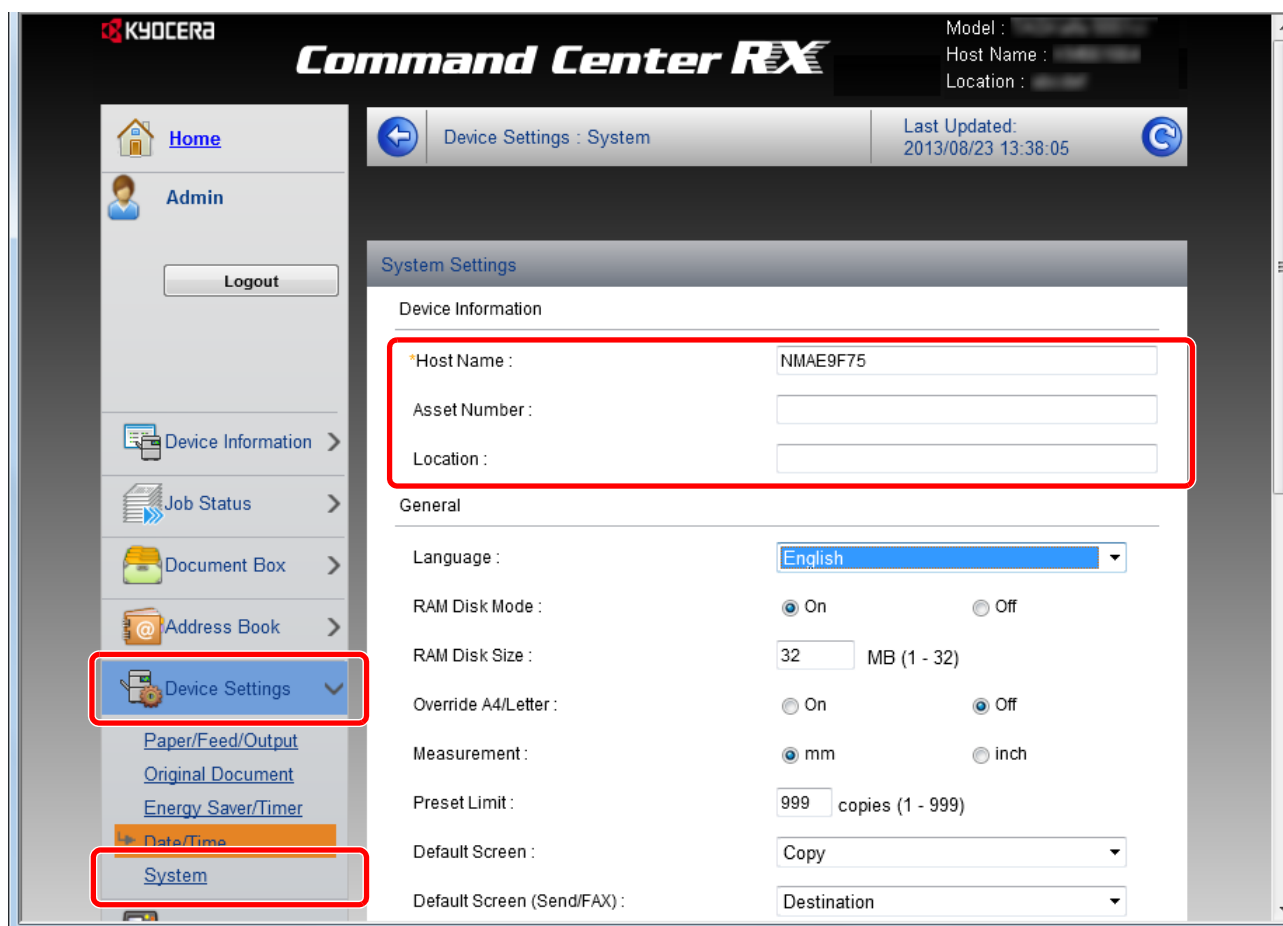 KYOCERA
Command Center RX
Model :
Host Name :
Location :
Home
Admin
Logout
Device Information
Job Status
Document Box
Address Book
Device Settings
Paper/Feed/Output
Original Document
Energy Saver/Timer
Date/Time
System
Device Settings : System
Last Updated:
2013/08/23 13:38:05
System Settings
Device Information
*Host Name : NMAE9F75
Asset Number :
Location :
General
Language : English
RAM Disk Mode : On Off
RAM Disk Size : 32 MB (1 - 32)
Override A4/Letter : On Off
Measurement : mm inch
Preset Limit : 999 copies (1 - 999)
Default Screen : Copy
Default Screen (Send/FAX) : Destination